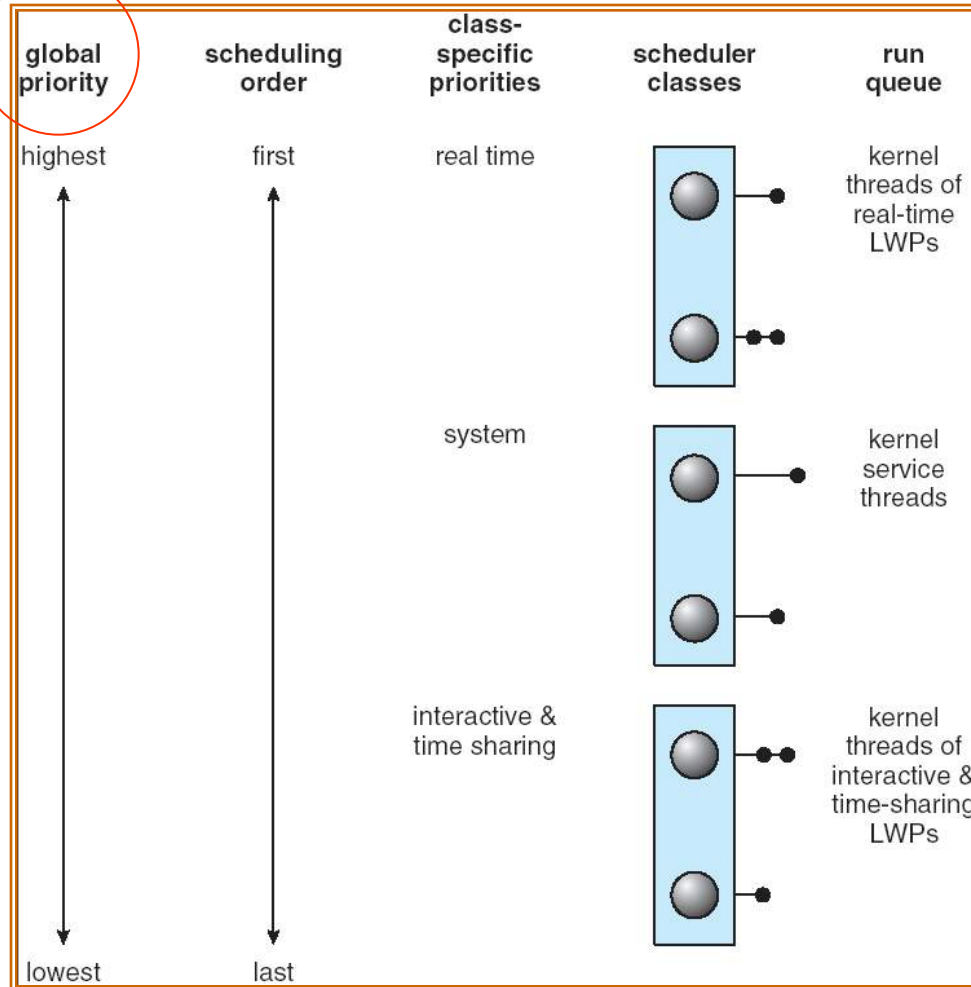 global
priority
scheduling
order
class-
specific
priorities
scheduler
classes
run
queue
highest
first
real time
kernel
threads of
real-time
LWPs
system
kernel
service
threads
interactive &
time sharing
kernel
threads of
interactive &
time-sharing
LWPs
lowest
last